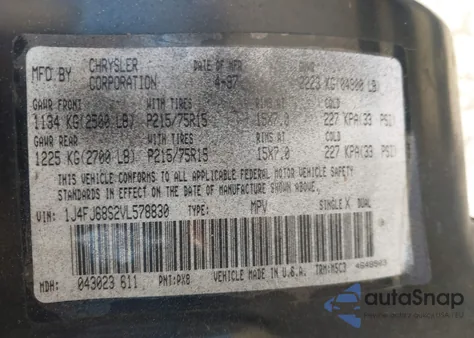 MFD BY CHRYSLER CORPORATION DATE OF MFR 4-97 GVWR 2223 KG(04900 LB)
GAWR FRONT WITH TIRES RIMS AT COLD
1134 KG(2500 LB) P215/75R15 15X7.0 227 KPA(33 PSI)
GAWR REAR WITH TIRES RIMS AT COLD
1225 KG(2700 LB) P215/75R15 15X7.0 227 KPA(33 PSI)
THIS VEHICLE CONFORMS TO ALL APPLICABLE FEDERAL MOTOR VEHICLE SAFETY
STANDARDS IN EFFECT ON THE DATE OF MANUFACTURE SHOWN ABOVE.
VIN: 1J4FJ68S2VL578830 TYPE: MPV SINGLE X DUAL
MDH: 043023 611 PNT:PX8 VEHICLE MADE IN U.S.A. TRM:M5C3
autaSnap